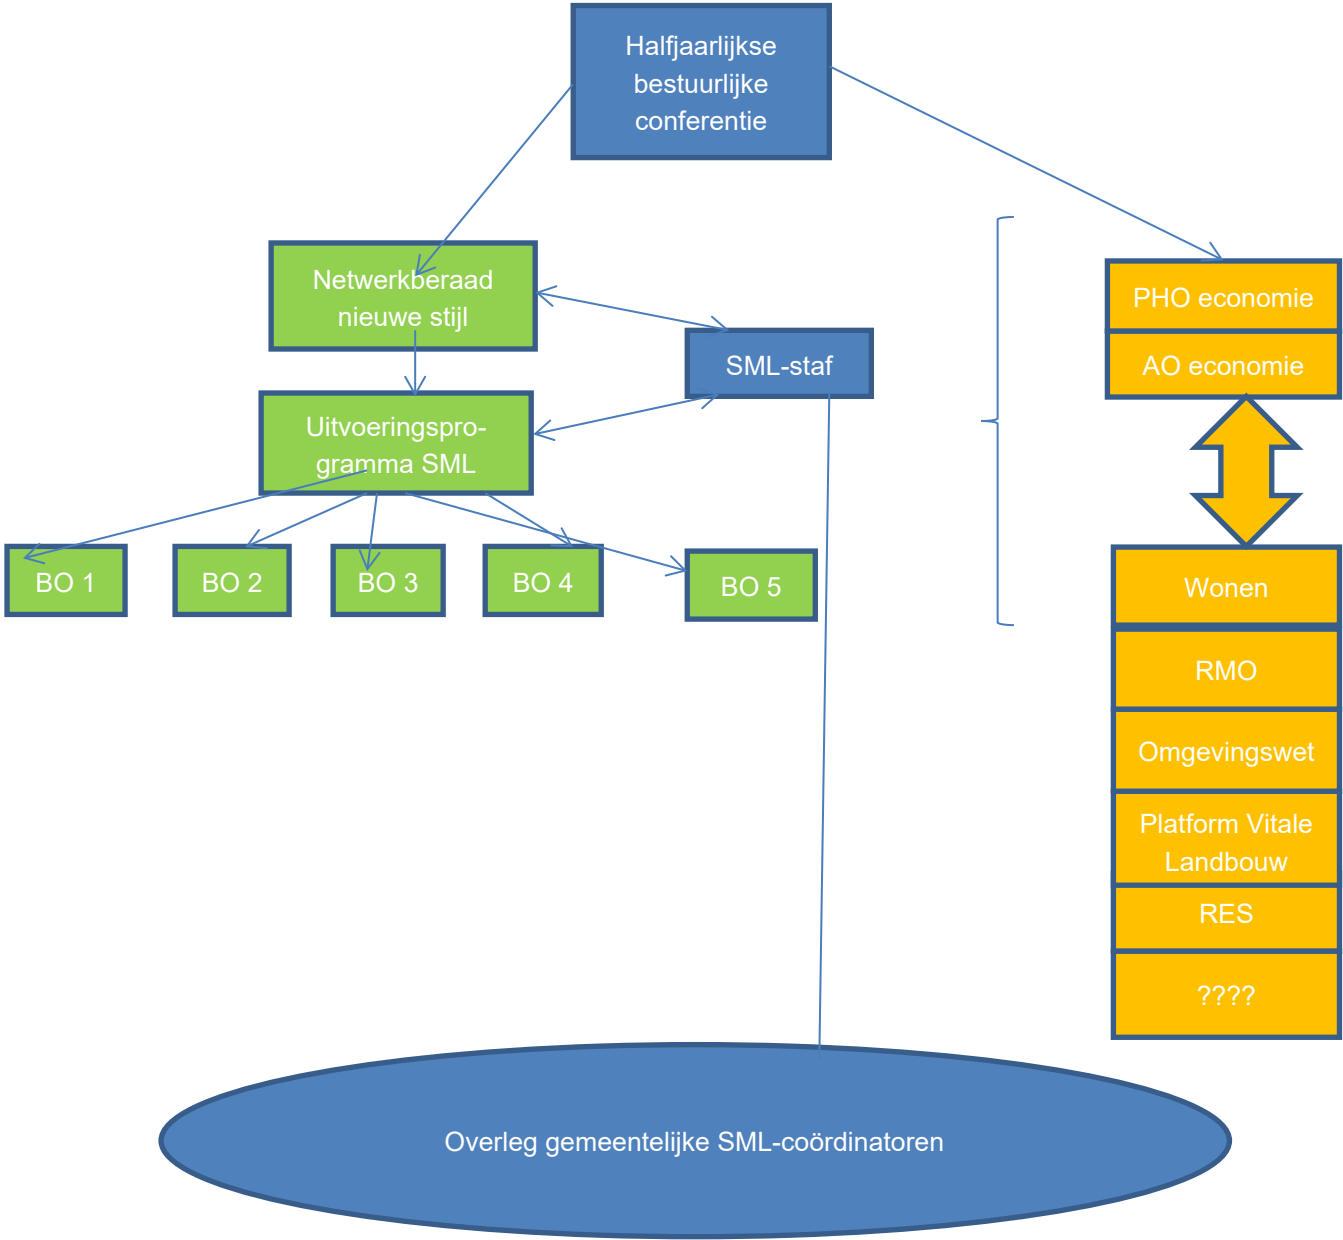 Halfjaarlijkse
bestuurlijke
conferentie
Netwerkberaad
nieuwe stijl
PHO economie
SML-staf
AO economie
Uitvoeringspro-
gramma SML
BO 1
BO 2
BO 3
BO 4
BO 5
Wonen
RMO
Omgevingswet
Platform Vitale
Landbouw
RES
????
Overleg gemeentelijke SML-coördinatoren